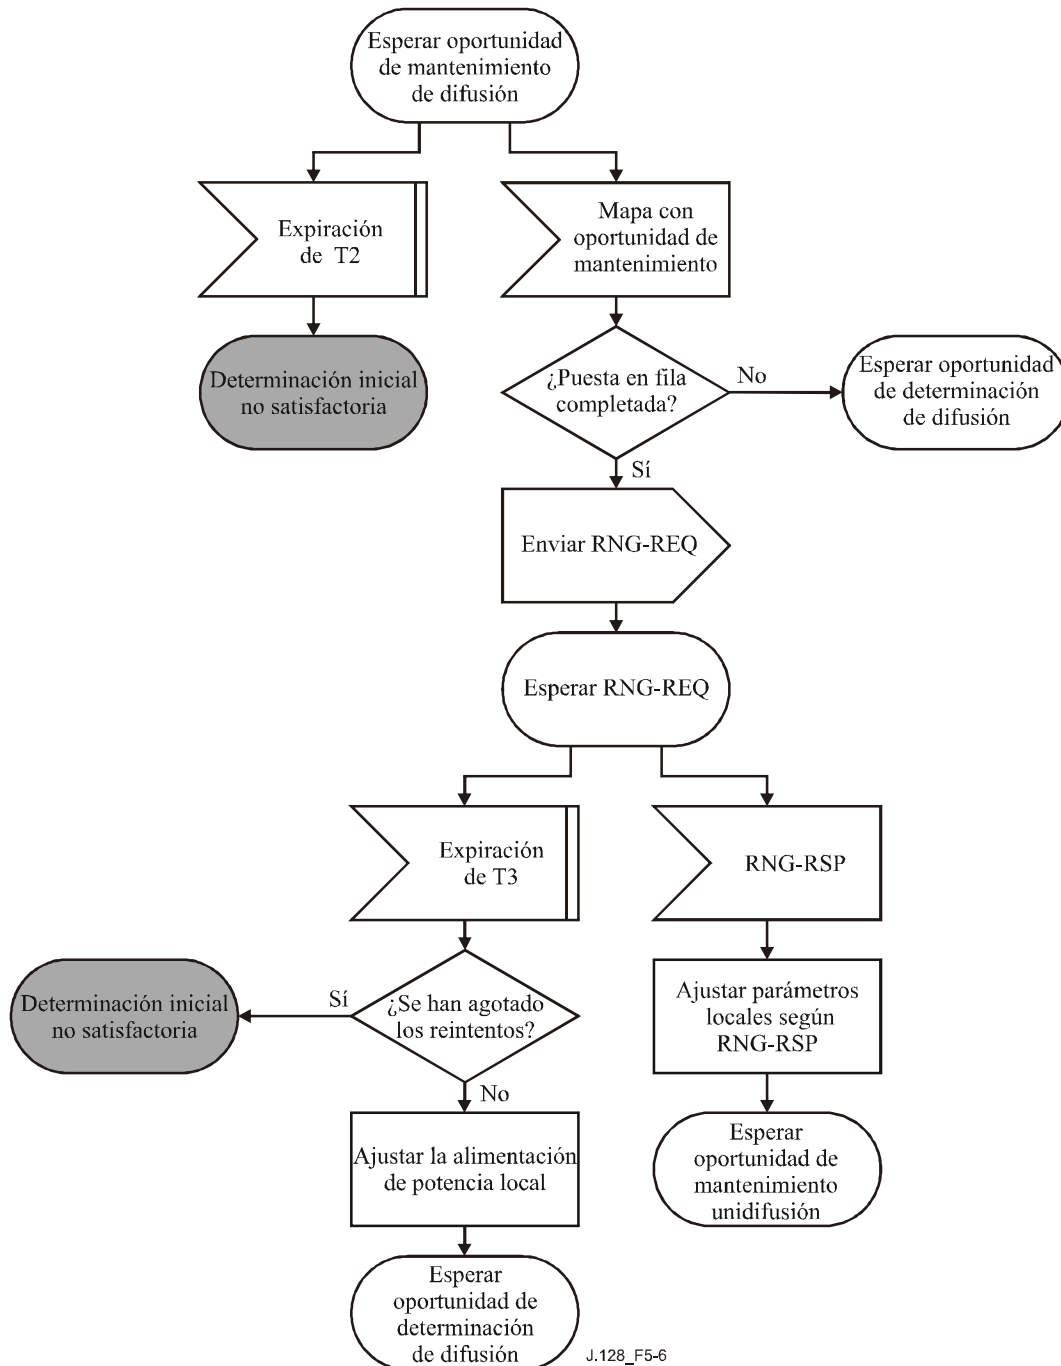 Esperar oportunidad
de mantenimiento
de difusión
Expiración
de T2
Mapa con
oportunidad de
mantenimiento
Determinación inicial
no satisfactoria
¿Puesta en fila
completada?
No
Esperar oportunidad
de determinación
de difusión
Sí
Enviar RNG-REQ
Esperar RNG-REQ
Expiración
de T3
RNG-RSP
Determinación inicial
no satisfactoria
Sí
¿Se han agotado
los reintentos?
Ajustar parámetros
locales según
RNG-RSP
No
Ajustar la alimentación
de potencia local
Esperar
oportunidad de
mantenimiento
unidifusión
Esperar
oportunidad de
determinación
de difusión
J.128_F5-6